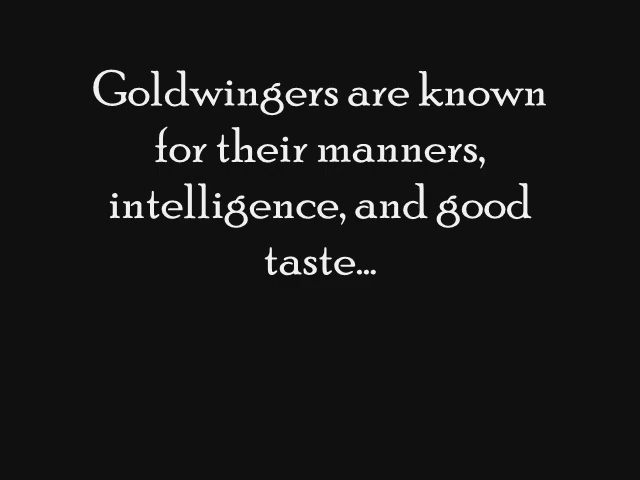 Goldwingers are known
for their manners,
intelligence, and good
taste...